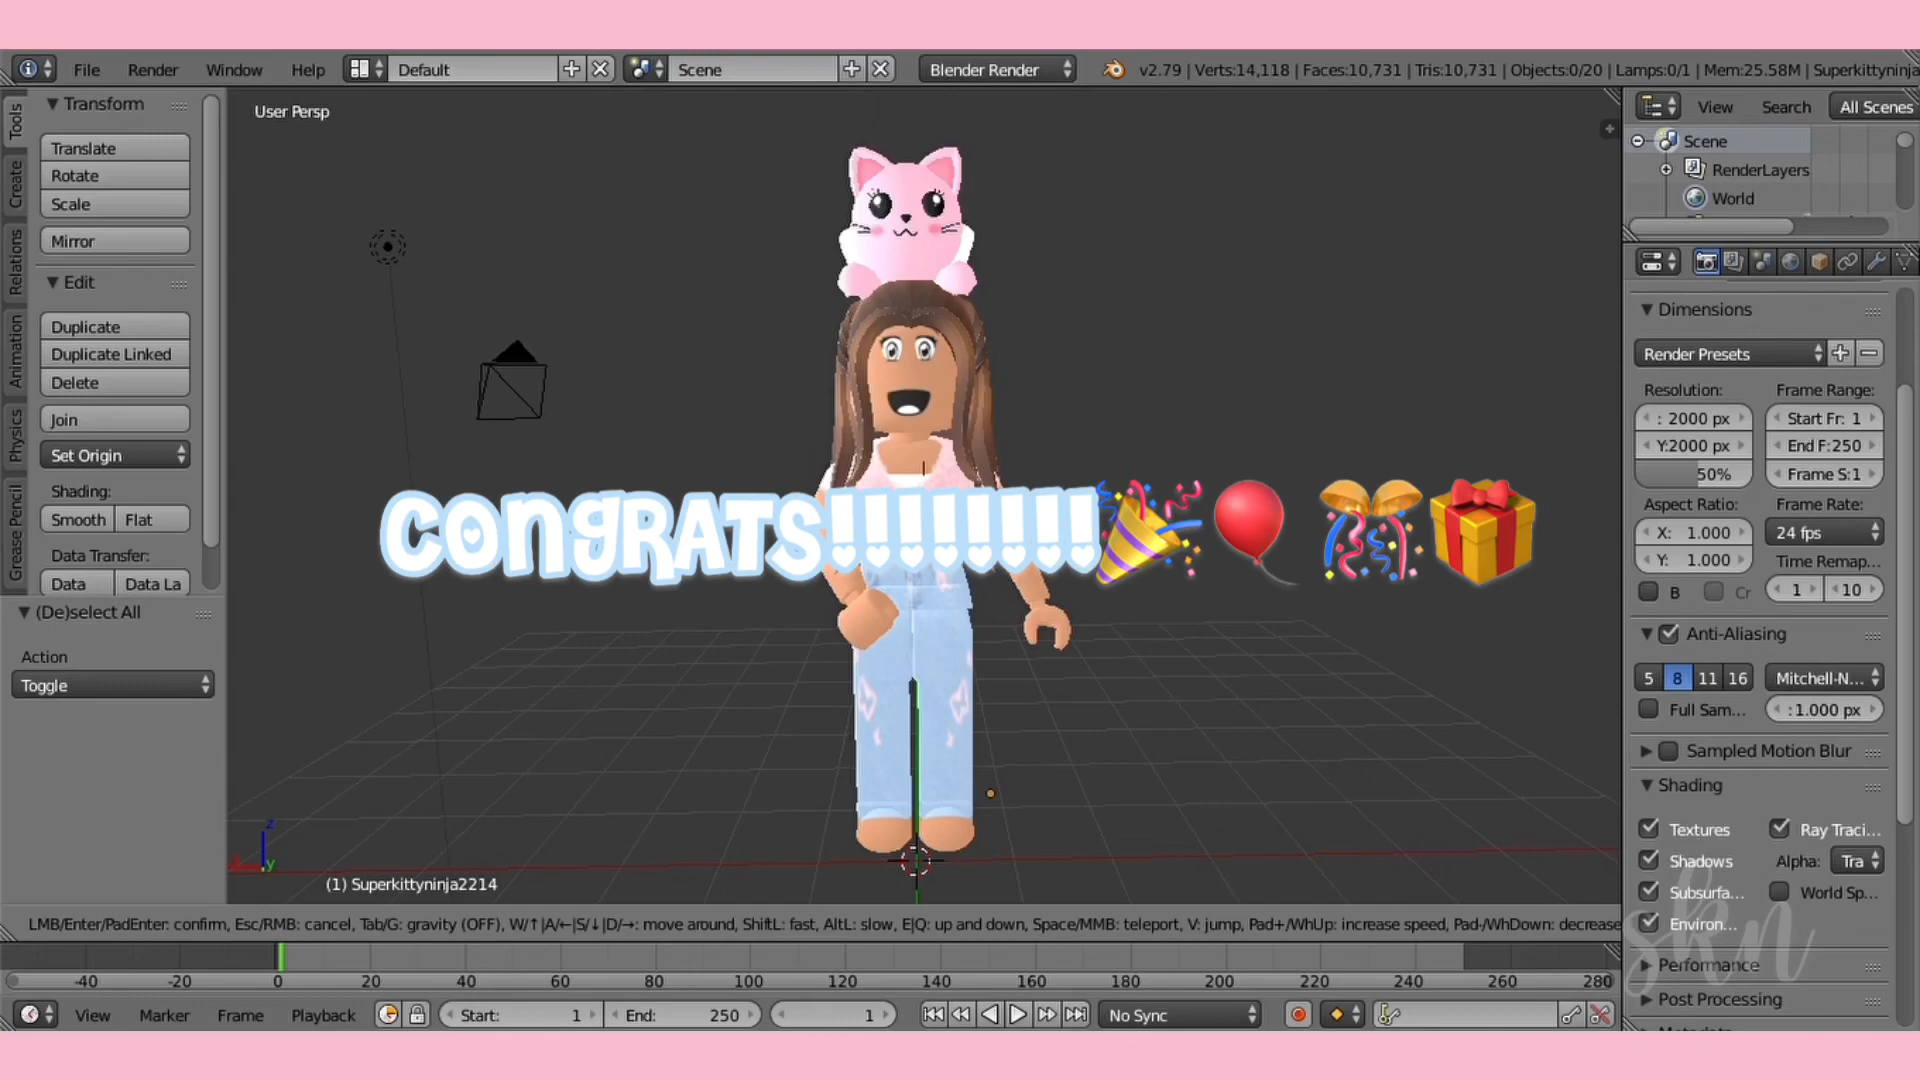 File Render Window Help Default Scene Blender Render v2.79 | Verts:14,118 | Faces:10,731 | Tris:10,731 | Objects:0/20 | Lamps:0/1 | Mem:25.58M | Superkittyninja
Tools
Create
Relations
Animation
Physics
Grease Pencil
Transform
Translate
Rotate
Scale
Mirror
Edit
Duplicate
Duplicate Linked
Delete
Join
Set Origin
Shading:
Smooth Flat
Data Transfer:
Data Data La
(De)select All
Action
Toggle
User Persp
CONGRATS!!!!!!!!🎉🎈🎊🎁
z
y
(1) Superkittyninja2214
View Search All Scenes
Scene
RenderLayers
World
Dimensions
Render Presets
Resolution: Frame Range:
: 2000 px Start Fr: 1
Y:2000 px End F:250
50% Frame S:1
Aspect Ratio: Frame Rate:
X: 1.000 24 fps
Y: 1.000 Time Remap...
B Cr 1 10
Anti-Aliasing
5 8 11 16 Mitchell-N...
Full Sam... :1.000 px
Sampled Motion Blur
Shading
Textures Ray Traci...
Shadows Alpha: Tra
Subsurfa... World Sp...
Environ...
Performance
Post Processing
skn
LMB/Enter/PadEnter: confirm, Esc/RMB: cancel, Tab/G: gravity (OFF), W/↑|A/←|S/↓|D/→: move around, ShiftL: fast, AltL: slow, E|Q: up and down, Space/MMB: teleport, V: jump, Pad+/WhUp: increase speed, Pad-/WhDown: decrease
-40 -20 0 20 40 60 80 100 120 140 160 180 200 220 240 260 280
View Marker Frame Playback Start: 1 End: 250 1 No Sync